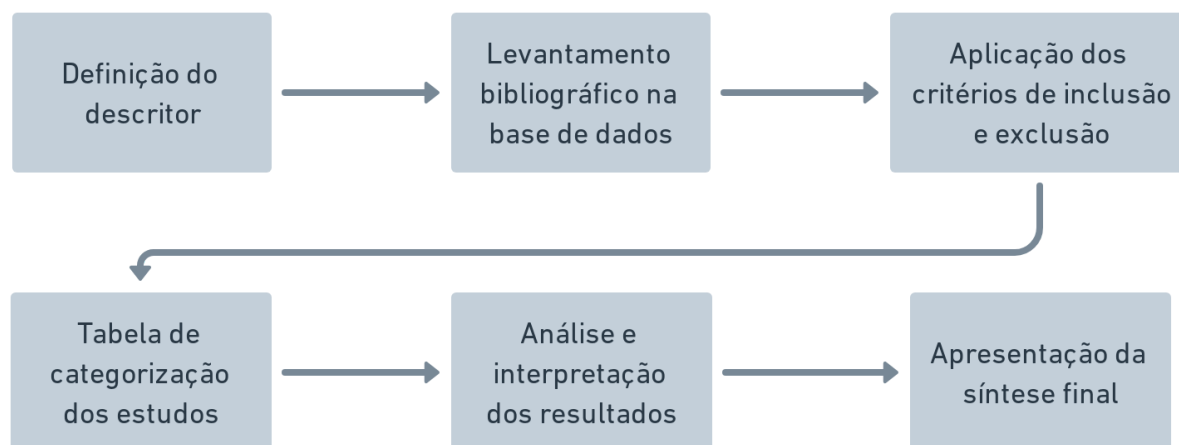 Definição do
descritor
Levantamento
bibliográfico na
base de dados
Aplicação dos
critérios de inclusão
e exclusão
Tabela de
categorização
dos estudos
Análise e
interpretação
dos resultados
Apresentação da
síntese final